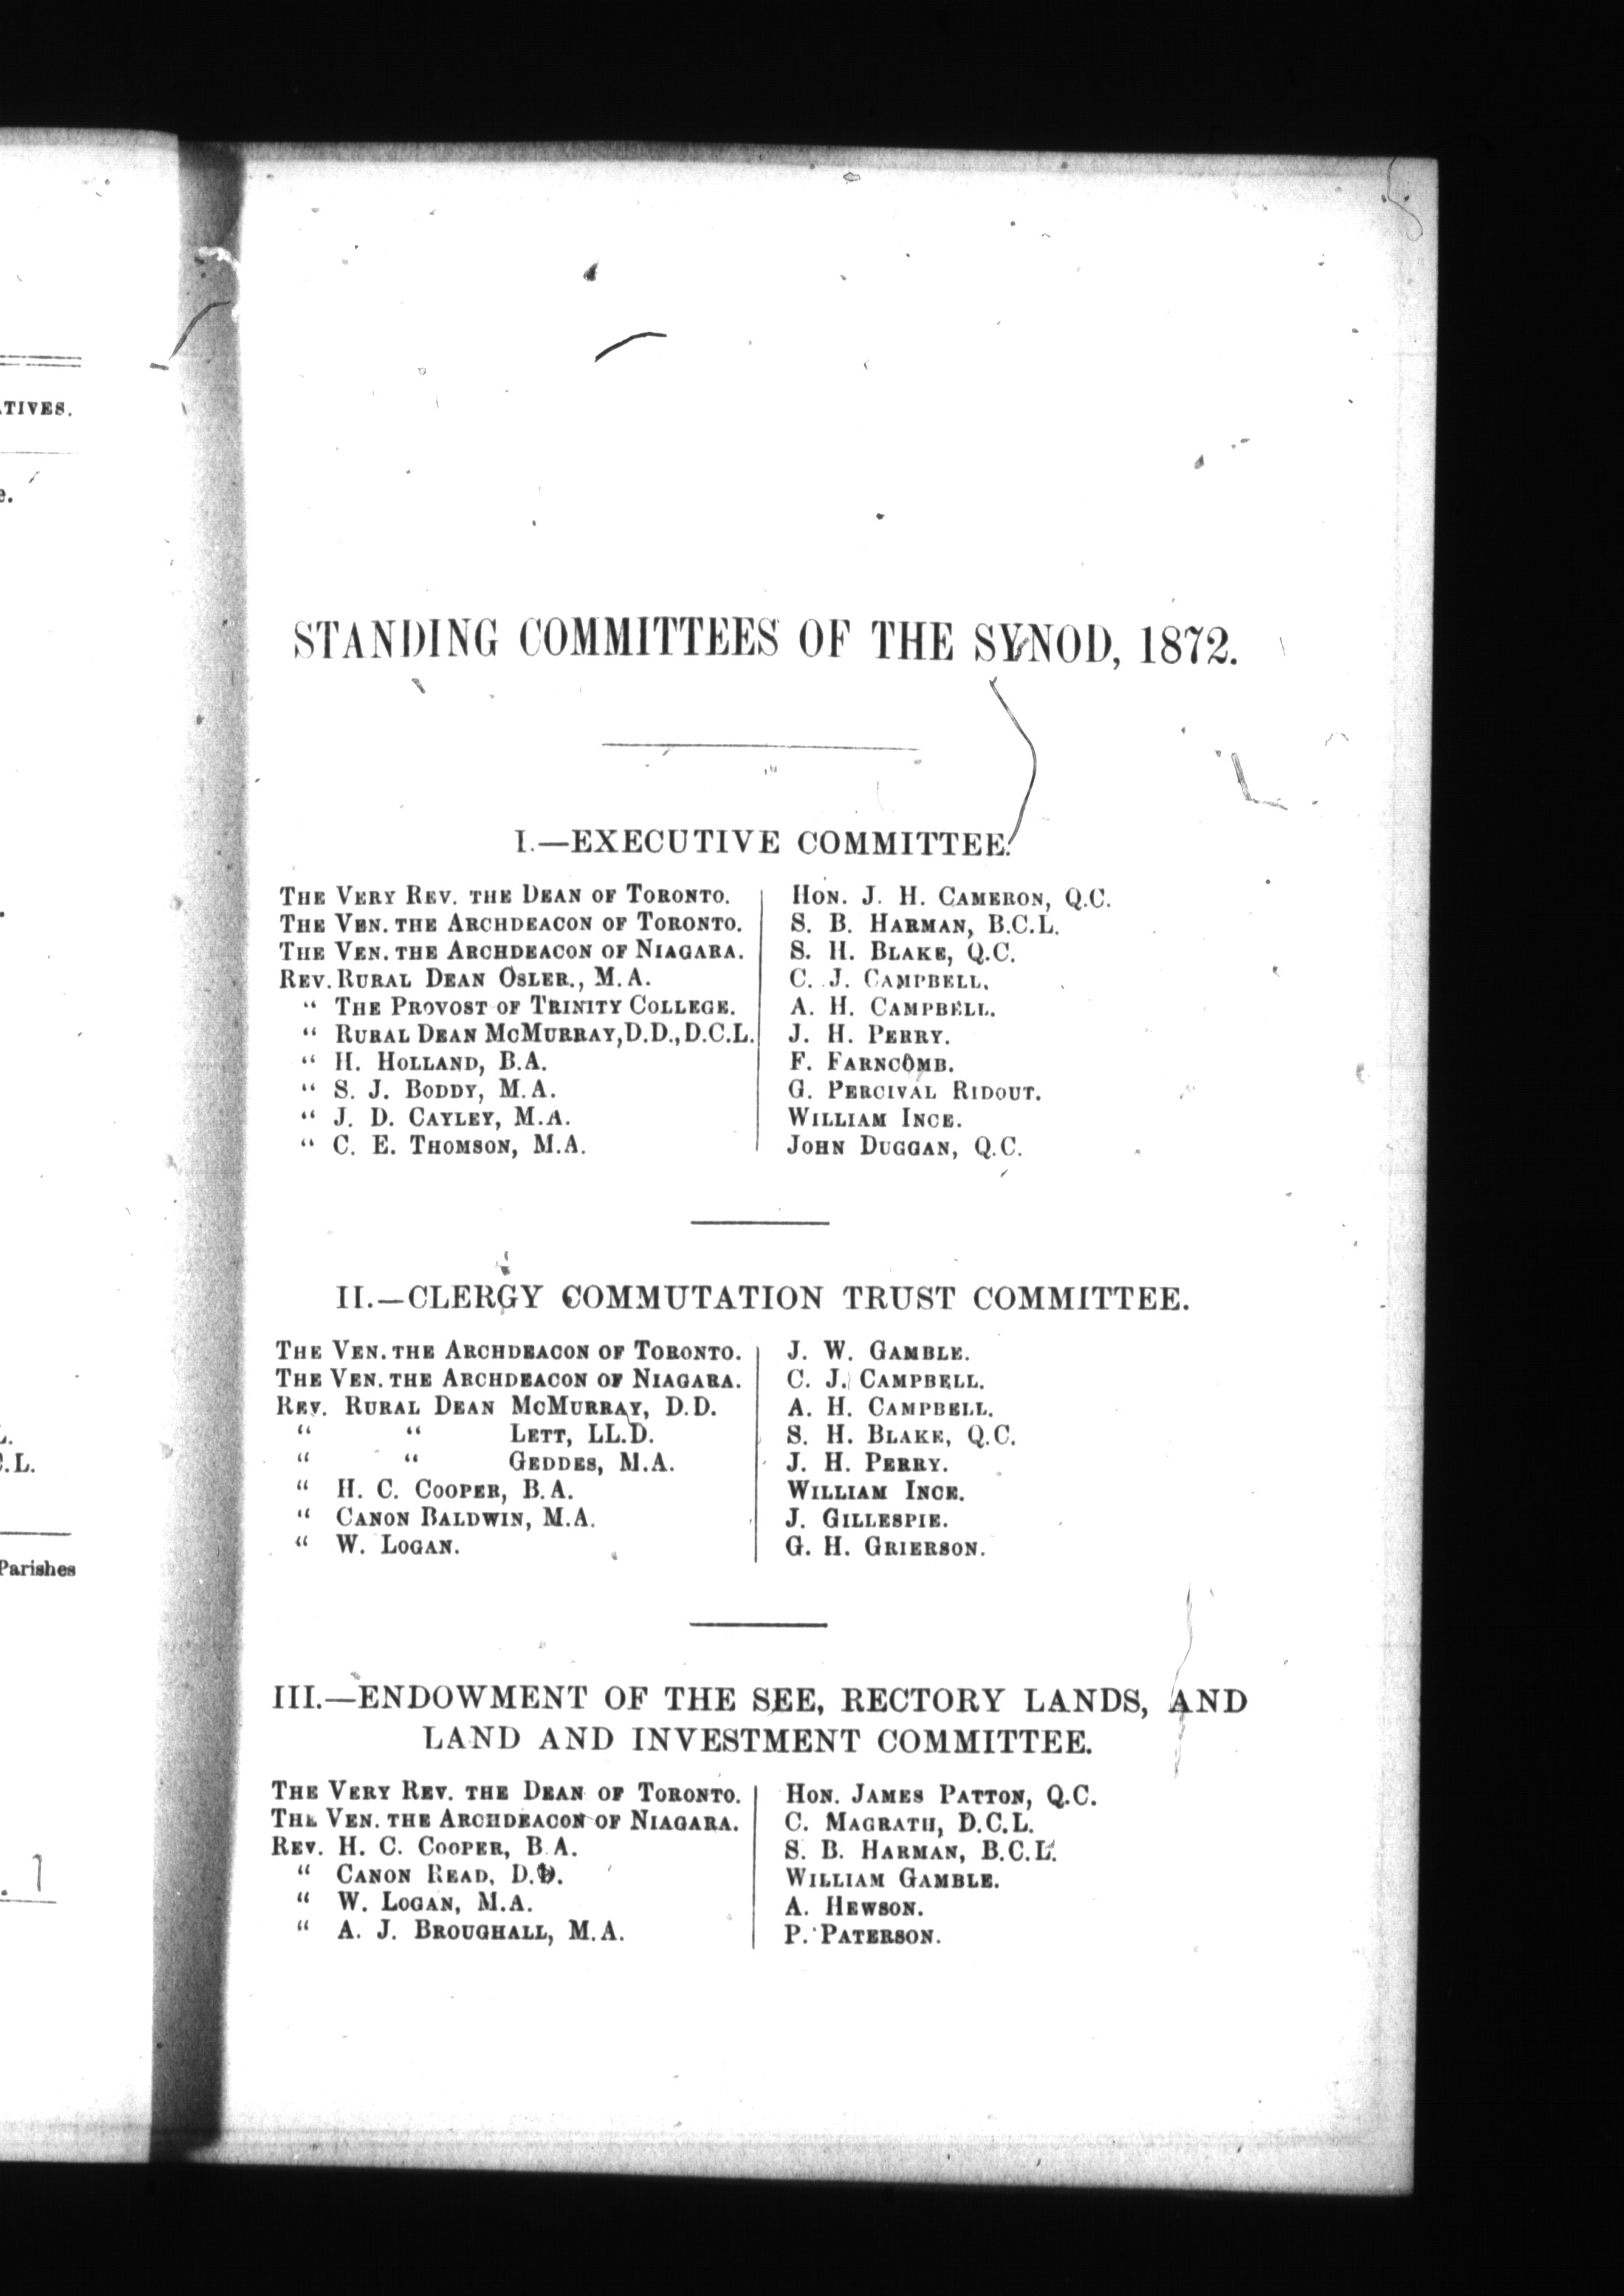 TIVES.
e.
L.
C.L.
Parishes
STANDING COMMITTEES OF THE SYNOD, 1872.
I.—EXECUTIVE COMMITTEE.
THE VERY REV. THE DEAN OF TORONTO.
THE VEN. THE ARCHDEACON OF TORONTO.
THE VEN. THE ARCHDEACON OF NIAGARA.
REV. RURAL DEAN OSLER., M.A.
“ THE PROVOST OF TRINITY COLLEGE.
“ RURAL DEAN MCMURRAY, D.D., D.C.L.
“ H. HOLLAND, B.A.
“ S. J. BODDY, M.A.
“ J. D. CAYLEY, M.A.
“ C. E. THOMSON, M.A.
HON. J. H. CAMERON, Q.C.
S. B. HARMAN, B.C.L.
S. H. BLAKE, Q.C.
C. J. CAMPBELL.
A. H. CAMPBELL.
J. H. PERRY.
F. FARNCOMB.
G. PERCIVAL RIDOUT.
WILLIAM INCE.
JOHN DUGGAN, Q.C.
II.—CLERGY COMMUTATION TRUST COMMITTEE.
THE VEN. THE ARCHDEACON OF TORONTO.
THE VEN. THE ARCHDEACON OF NIAGARA.
REV. RURAL DEAN MCMURRAY, D.D.
“ “ LETT, LL.D.
“ “ GEDDES, M.A.
“ H. C. COOPER, B.A.
“ CANON BALDWIN, M.A.
“ W. LOGAN.
J. W. GAMBLE.
C. J. CAMPBELL.
A. H. CAMPBELL.
S. H. BLAKE, Q.C.
J. H. PERRY.
WILLIAM INCE.
J. GILLESPIE.
G. H. GRIERSON.
III.—ENDOWMENT OF THE SEE, RECTORY LANDS, AND
LAND AND INVESTMENT COMMITTEE.
THE VERY REV. THE DEAN OF TORONTO.
THE VEN. THE ARCHDEACON OF NIAGARA.
REV. H. C. COOPER, B.A.
“ CANON READ, D.D.
“ W. LOGAN, M.A.
“ A. J. BROUGHALL, M.A.
HON. JAMES PATTON, Q.C.
C. MAGRATH, D.C.L.
S. B. HARMAN, B.C.L.
WILLIAM GAMBLE.
A. HEWSON.
P. PATERSON.